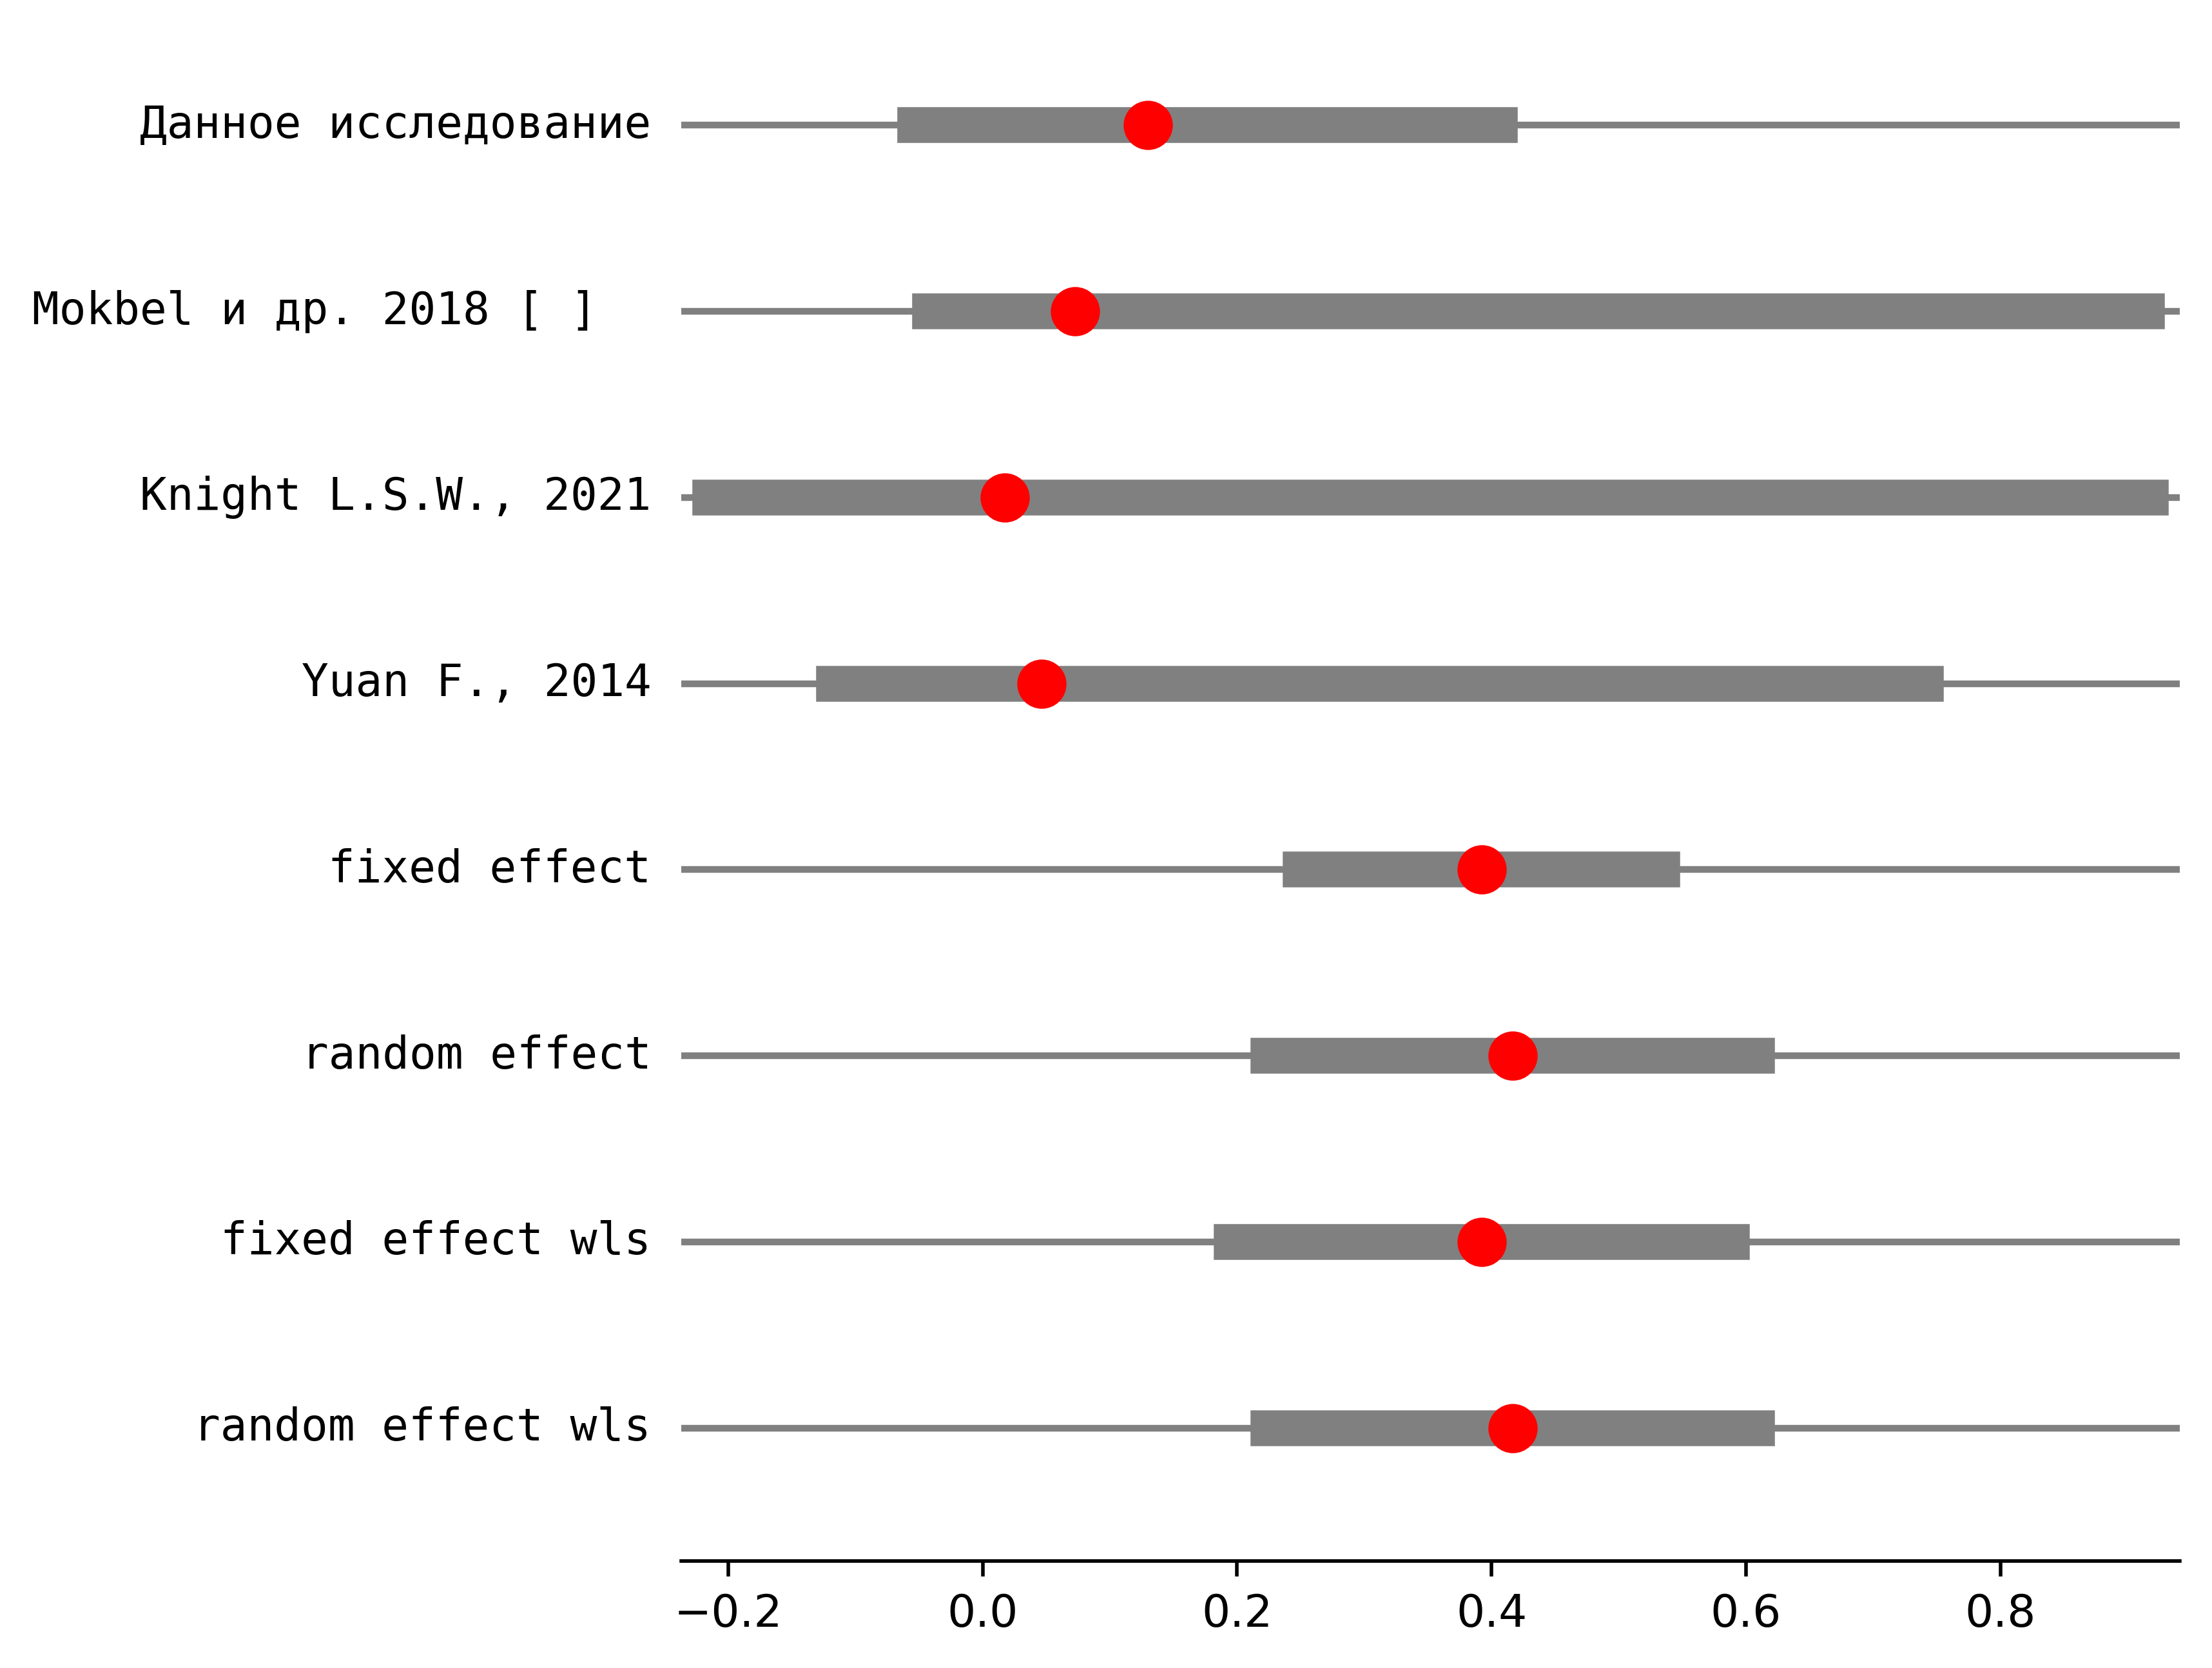 Данное исследование
Mokbel и др. 2018 [ ]
Knight L.S.W., 2021
Yuan F., 2014
fixed effect
random effect
fixed effect wls
random effect wls
−0.2 0.0 0.2 0.4 0.6 0.8